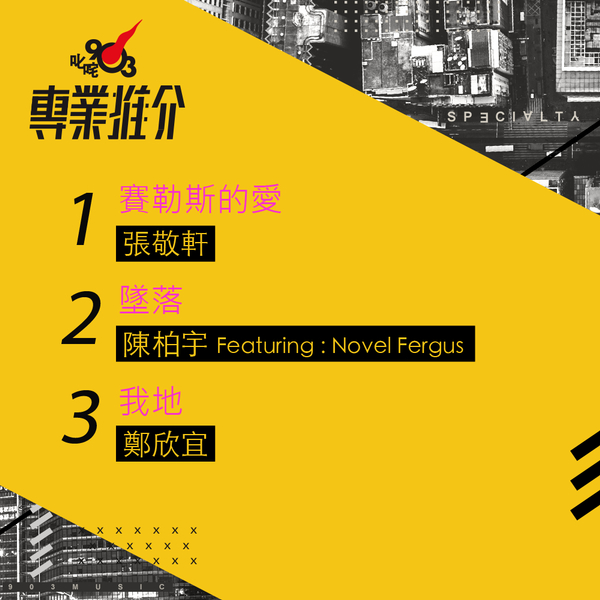 叱咤903
專業推介
SPECIALTY
1
賽勒斯的愛
張敬軒
2
墜落
陳柏宇 Featuring : Novel Fergus
3
我地
鄭欣宜
x x x x x x x
x x x x x x x
x x x x x x x
903MUSIC